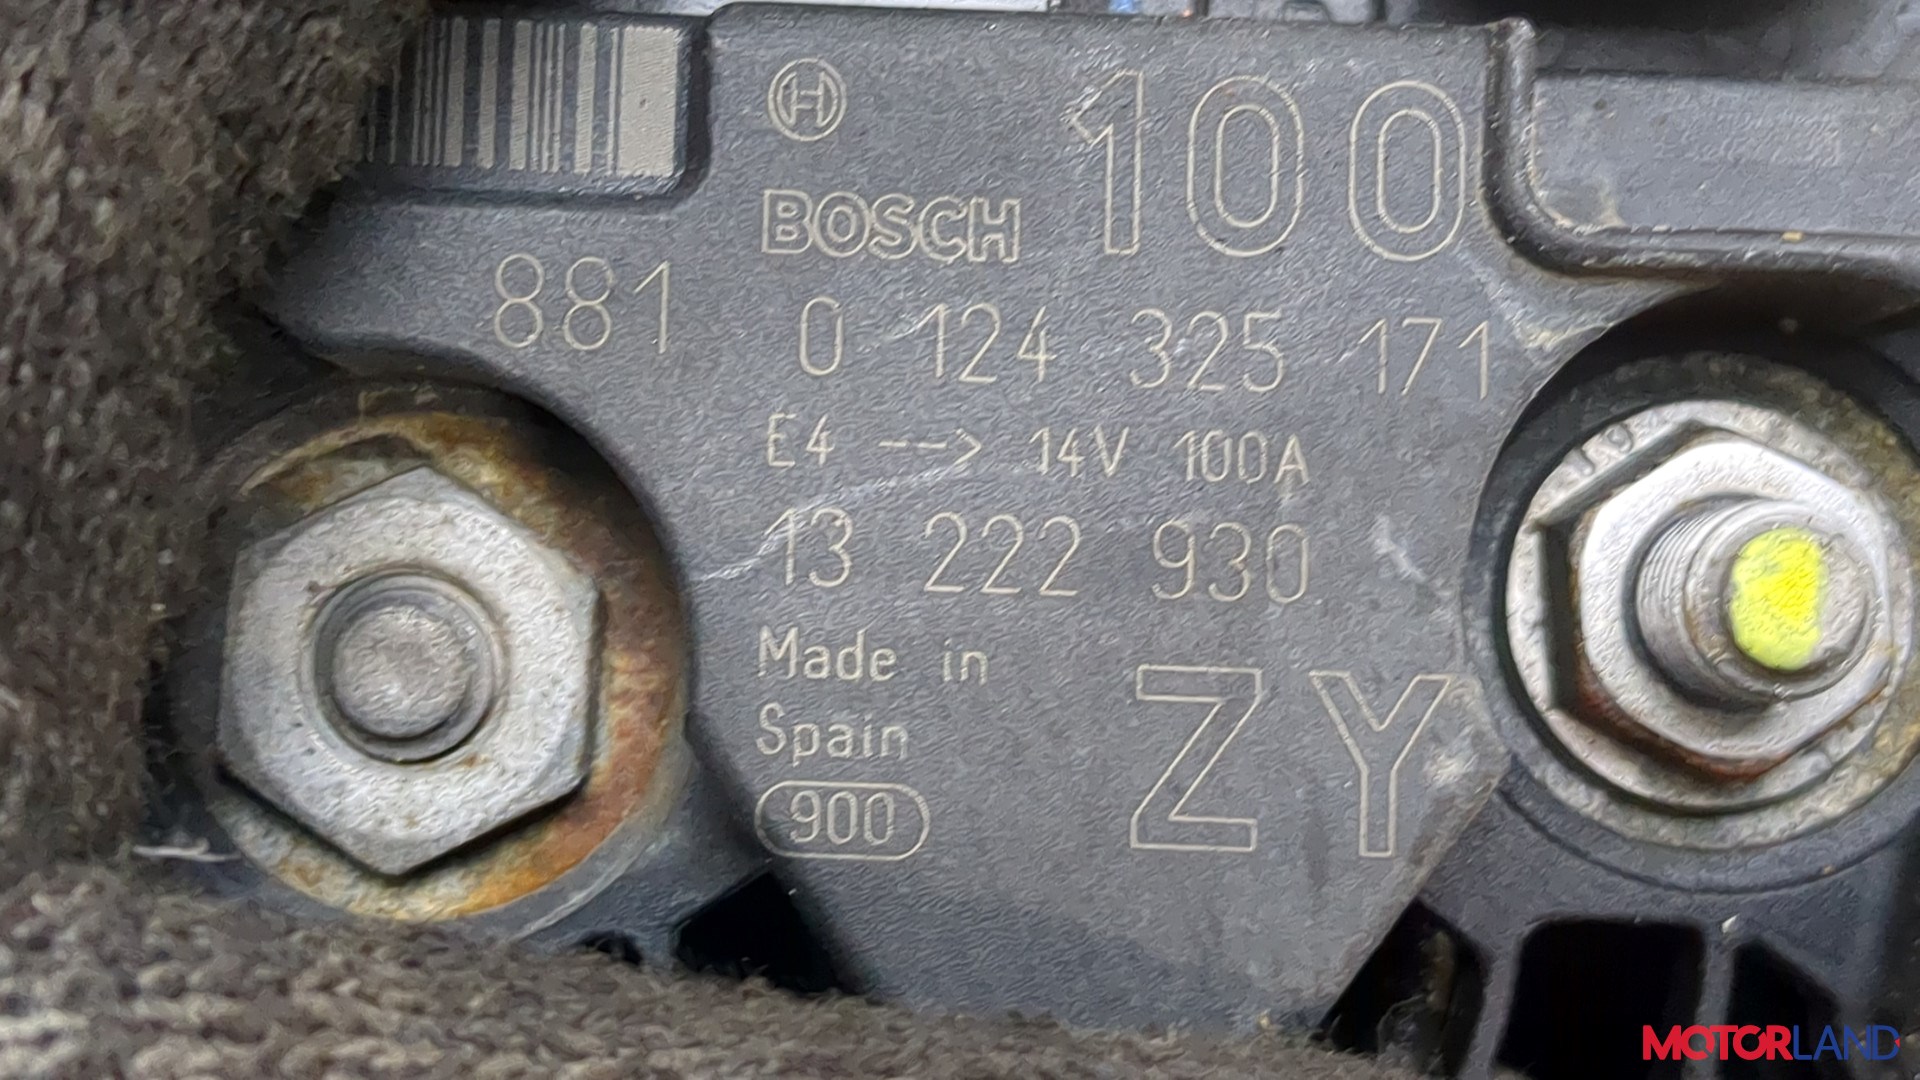 BOSCH 100
881 0 124 325 171
E4 --> 14V 100A
13 222 930
Made in
Spain
ZY
900
MOTORLAND